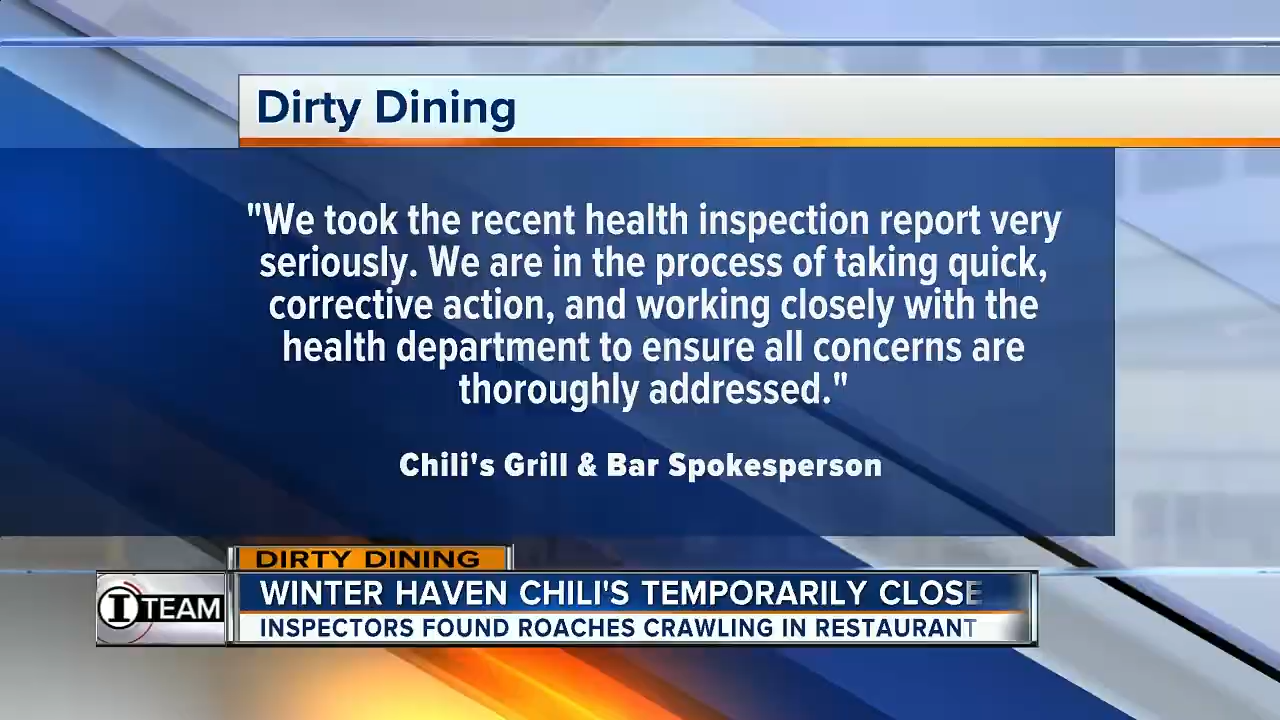 Dirty Dining
"We took the recent health inspection report very
seriously. We are in the process of taking quick,
corrective action, and working closely with the
health department to ensure all concerns are
thoroughly addressed."
Chili's Grill & Bar Spokesperson
DIRTY DINING
I TEAM
WINTER HAVEN CHILI'S TEMPORARILY CLOSE
INSPECTORS FOUND ROACHES CRAWLING IN RESTAURANT